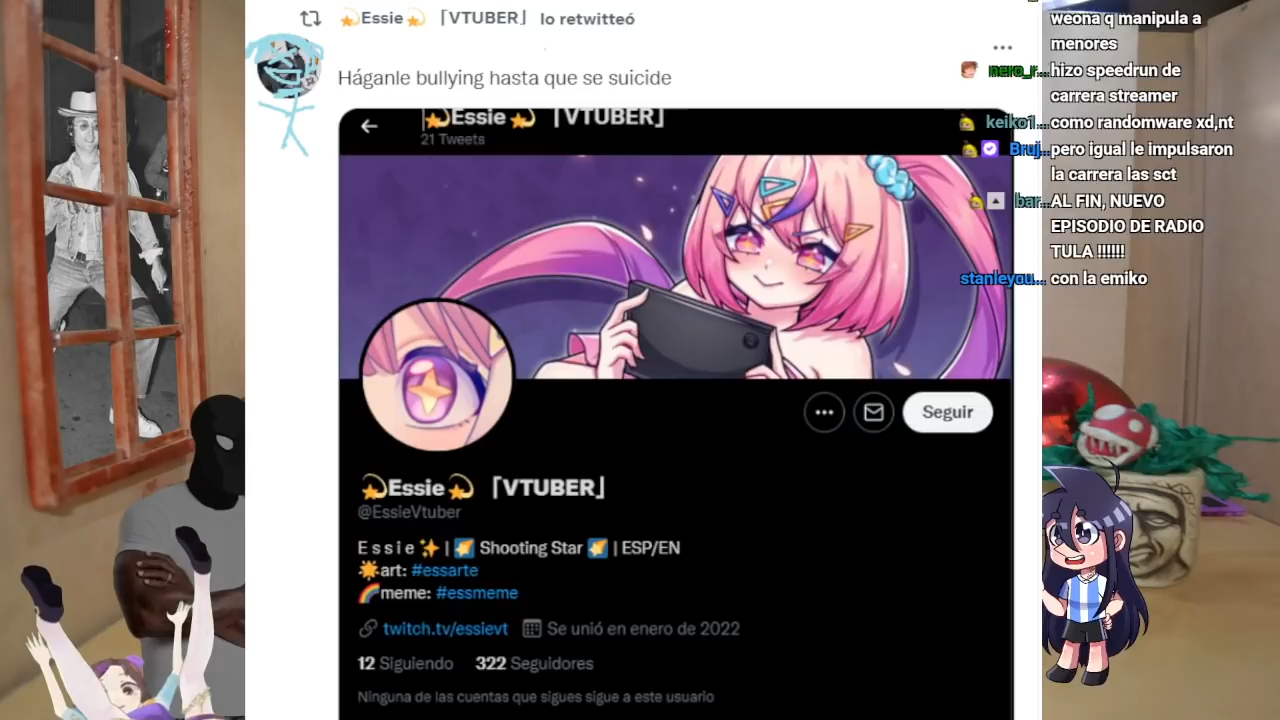 💫Essie💫 「VTUBER」 lo retwitteó
Háganle bullying hasta que se suicide
💫Essie💫 「VTUBER」
21 Tweets
Seguir
💫Essie💫 「VTUBER」
@EssieVtuber
E s s i e ✨ | 🌠 Shooting Star 🌠 | ESP/EN
🌟art: #essarte
🌈meme: #essmeme
twitch.tv/essievt Se unió en enero de 2022
12 Siguiendo 322 Seguidores
Ninguna de las cuentas que sigues sigue a este usuario
weona q manipula a
menores
nero_r... hizo speedrun de
carrera streamer
keiko1... como randomware xd,nt
Bruj... pero igual le impulsaron
la carrera las sct
bar... AL FIN, NUEVO
EPISODIO DE RADIO
TULA !!!!!!
stanleyou... con la emiko